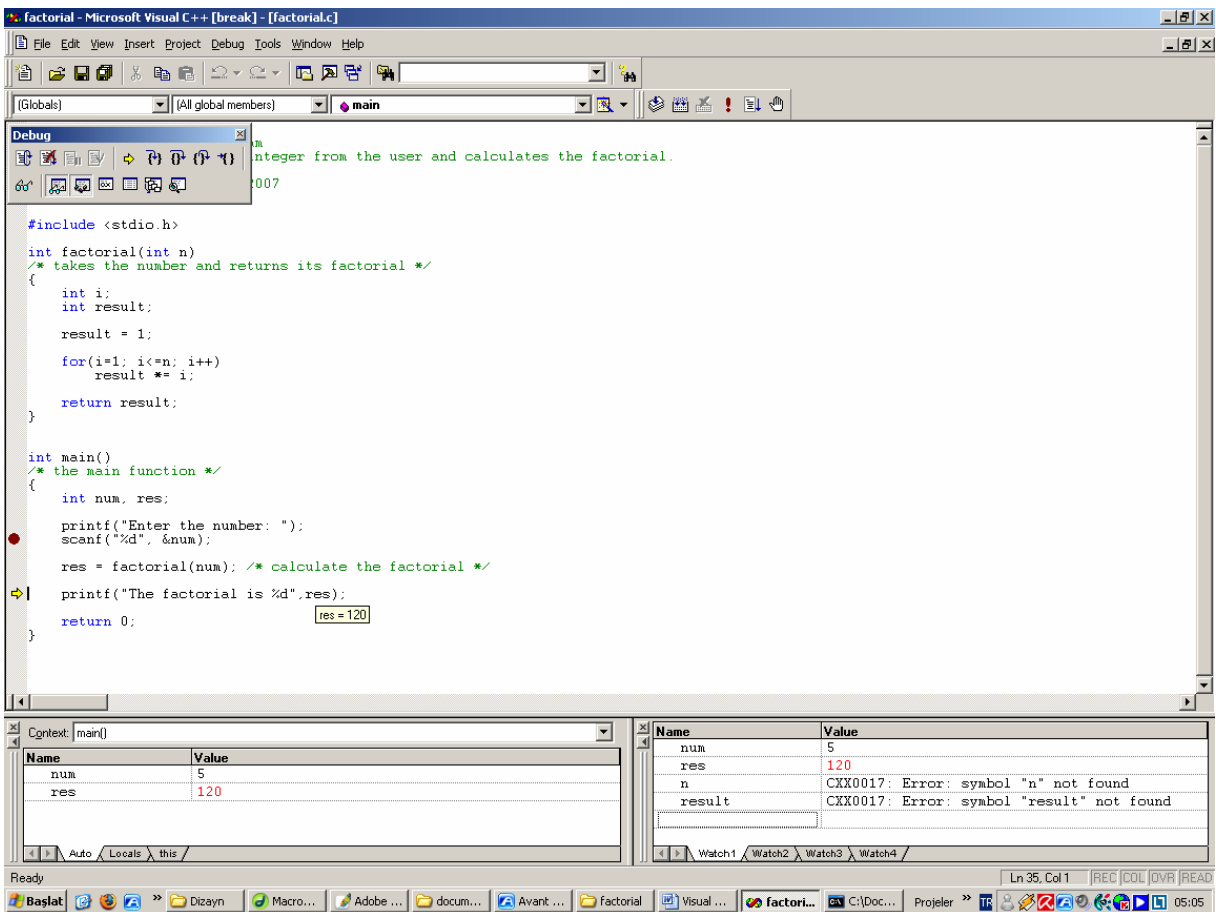 factorial - Microsoft Visual C++ [break] - [factorial.c]
File Edit View Insert Project Debug Tools Window Help
(Globals) (All global members) main
Debug
nteger from the user and calculates the factorial.
007
#include <stdio.h>
int factorial(int n)
/* takes the number and returns its factorial */
{
int i;
int result;
result = 1;
for(i=1; i<=n; i++)
result *= i;
return result;
}
int main()
/* the main function */
{
int num, res;
printf("Enter the number: ");
scanf("%d", &num);
res = factorial(num); /* calculate the factorial */
printf("The factorial is %d",res);
res = 120
return 0;
}
Context: main()
Name Value
num 5
res 120
Auto Locals this
Name Value
num 5
res 120
n CXX0017: Error: symbol "n" not found
result CXX0017: Error: symbol "result" not found
Watch1 Watch2 Watch3 Watch4
Ready Ln 35, Col 1 REC COL OVR READ
Başlat » Dizayn Macro... Adobe ... docum... Avant ... factorial Visual ... factori... C:\Doc... Projeler » TR 05:05